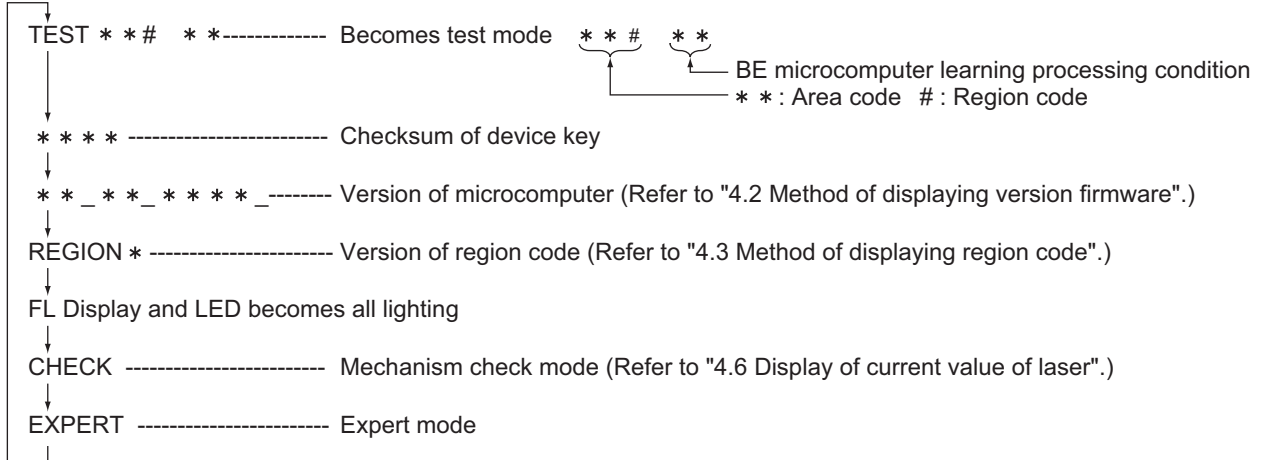 TEST **# ** ------------- Becomes test mode **# **
BE microcomputer learning processing condition
** : Area code # : Region code
**** ------------------------- Checksum of device key
**_**_****_-------- Version of microcomputer (Refer to "4.2 Method of displaying version firmware".)
REGION * ----------------------- Version of region code (Refer to "4.3 Method of displaying region code".)
FL Display and LED becomes all lighting
CHECK ------------------------- Mechanism check mode (Refer to "4.6 Display of current value of laser".)
EXPERT ------------------------ Expert mode